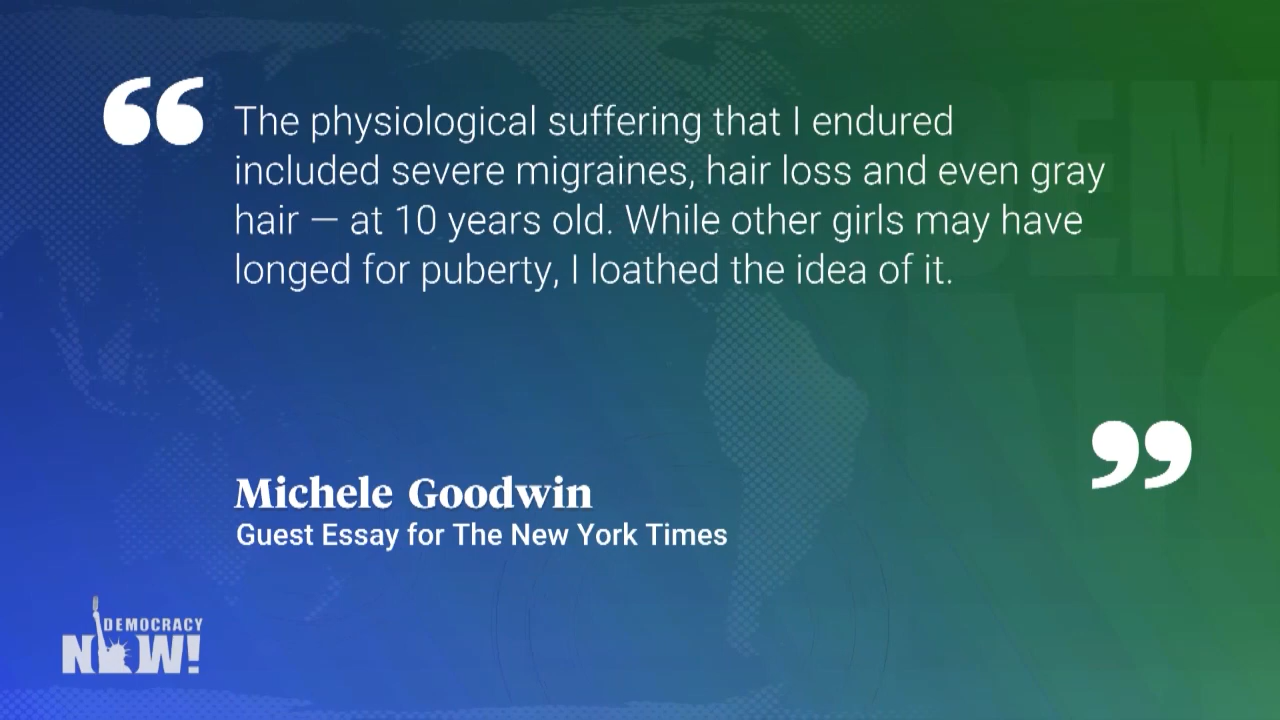 “The physiological suffering that I endured
included severe migraines, hair loss and even gray
hair — at 10 years old. While other girls may have
longed for puberty, I loathed the idea of it.
”
Michele Goodwin
Guest Essay for The New York Times
DEMOCRACY
NOW!